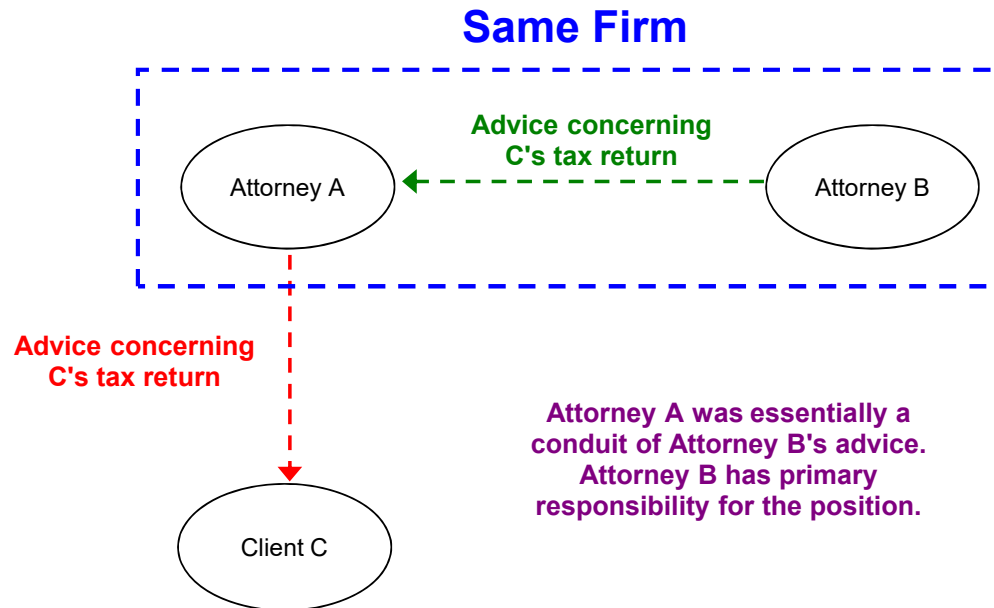 Same Firm
Advice concerning
C's tax return
Attorney A
Attorney B
Advice concerning
C's tax return
Attorney A was essentially a
conduit of Attorney B's advice.
Attorney B has primary
responsibility for the position.
Client C